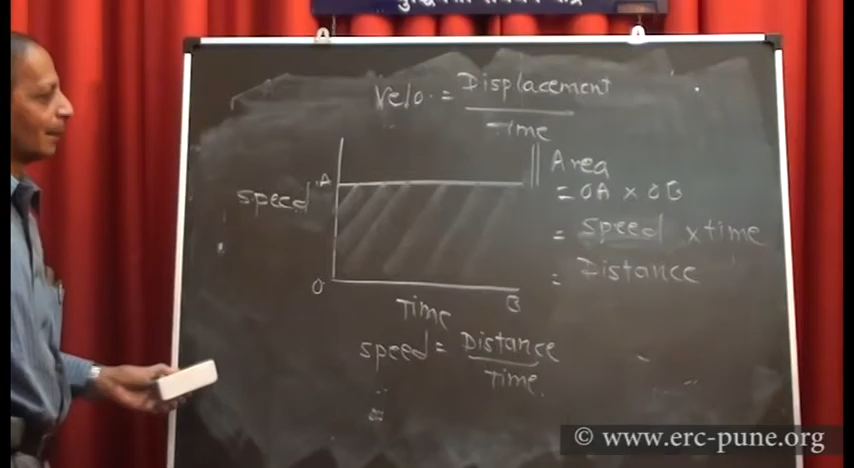 Velo. = Displacement
Time
Area
= OA × OB
= speed × time
= Distance
A
speed
O
Time
B
speed = Distance
Time
=
© www.erc-pune.org